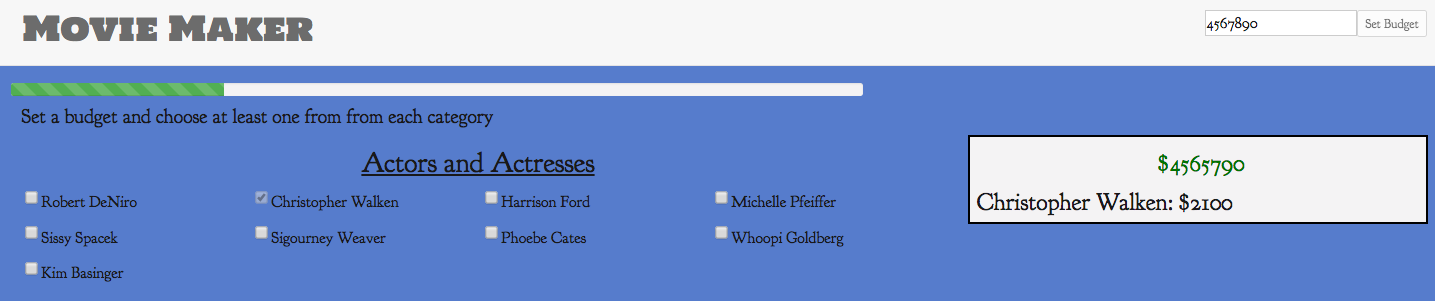 Movie Maker
4567890 Set Budget
Set a budget and choose at least one from from each category
Actors and Actresses
Robert DeNiro Christopher Walken Harrison Ford Michelle Pfeiffer
Sissy Spacek Sigourney Weaver Phoebe Cates Whoopi Goldberg
Kim Basinger
$4565790
Christopher Walken: $2100